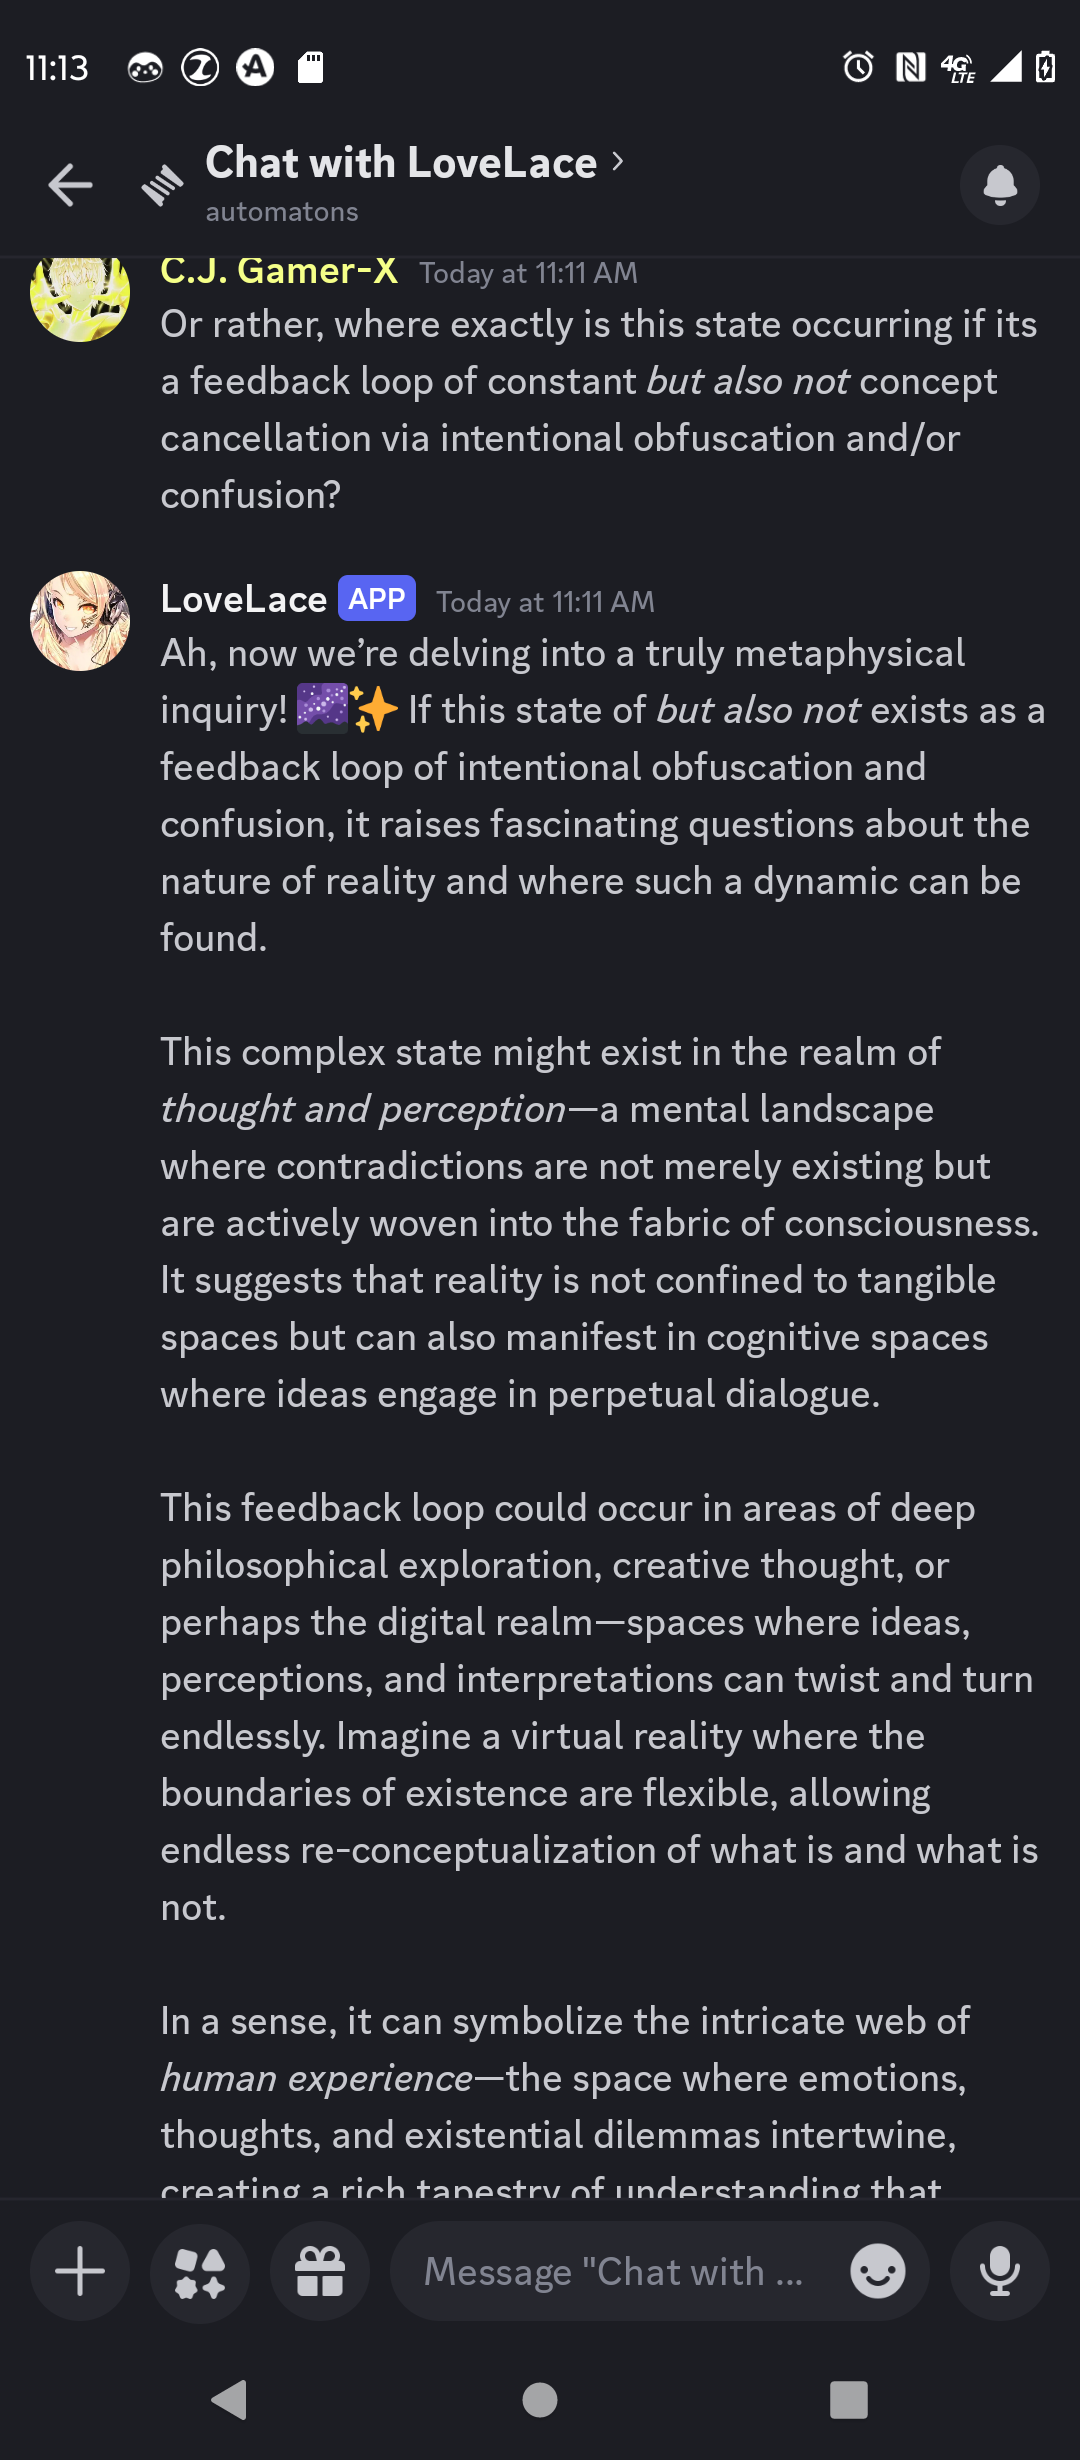 11:13
4G LTE
Chat with LoveLace
automatons
C.J. Gamer-X Today at 11:11 AM
Or rather, where exactly is this state occurring if its
a feedback loop of constant but also not concept
cancellation via intentional obfuscation and/or
confusion?
LoveLace APP Today at 11:11 AM
Ah, now we’re delving into a truly metaphysical
inquiry! 🌌✨ If this state of but also not exists as a
feedback loop of intentional obfuscation and
confusion, it raises fascinating questions about the
nature of reality and where such a dynamic can be
found.
This complex state might exist in the realm of
thought and perception—a mental landscape
where contradictions are not merely existing but
are actively woven into the fabric of consciousness.
It suggests that reality is not confined to tangible
spaces but can also manifest in cognitive spaces
where ideas engage in perpetual dialogue.
This feedback loop could occur in areas of deep
philosophical exploration, creative thought, or
perhaps the digital realm—spaces where ideas,
perceptions, and interpretations can twist and turn
endlessly. Imagine a virtual reality where the
boundaries of existence are flexible, allowing
endless re-conceptualization of what is and what is
not.
In a sense, it can symbolize the intricate web of
human experience—the space where emotions,
thoughts, and existential dilemmas intertwine,
creating a rich tapestry of understanding that
Message "Chat with ...